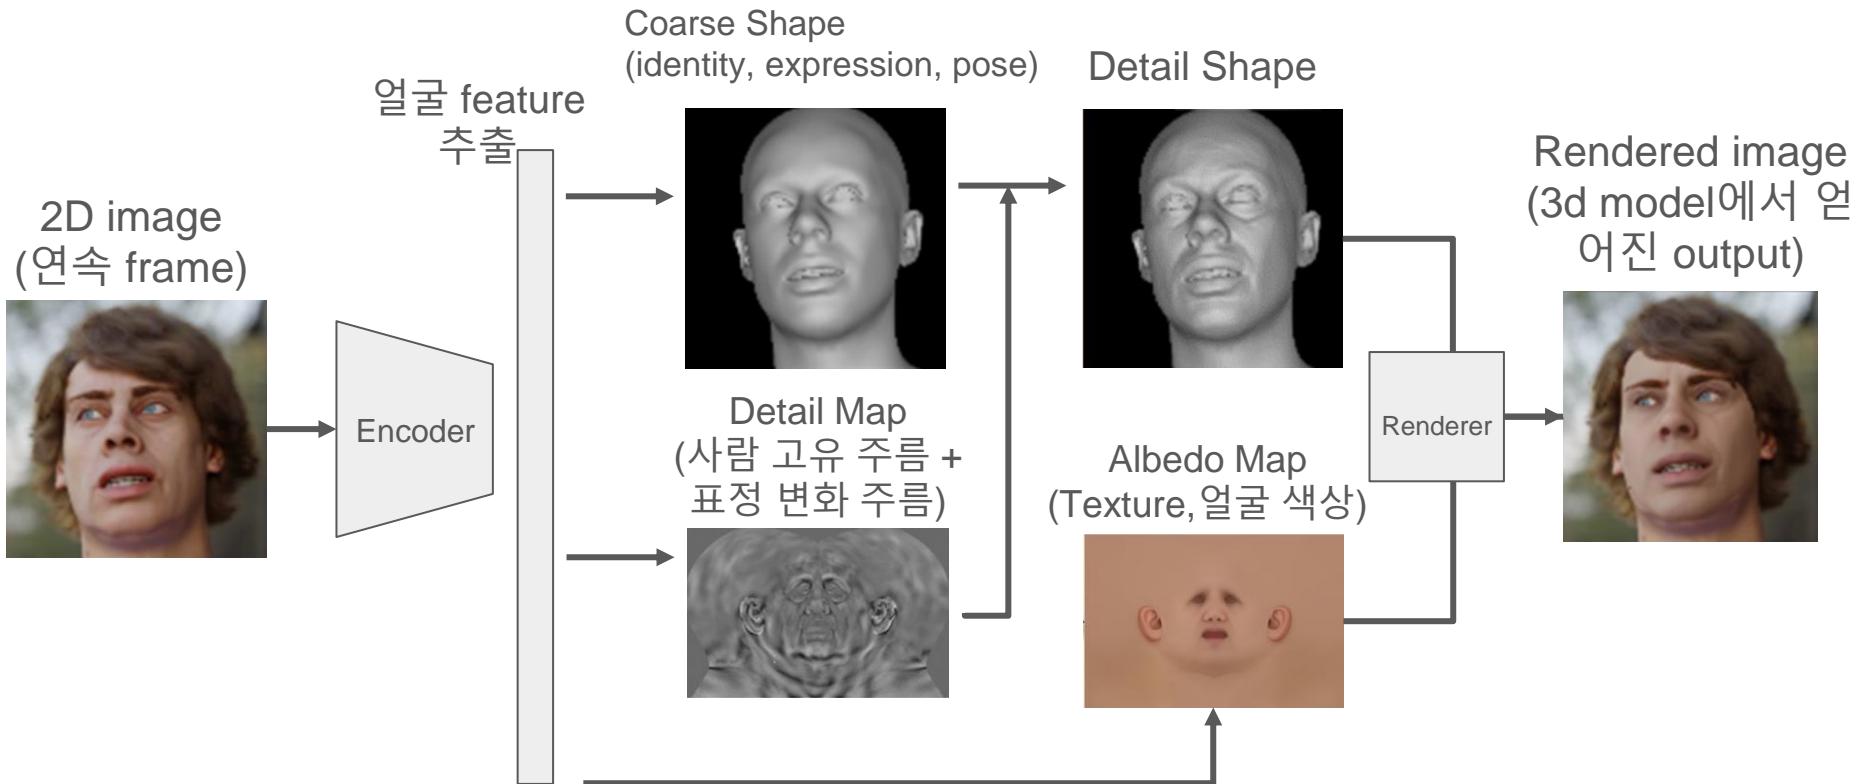 2D image
(연속 frame)
Encoder
얼굴 feature
추출
Coarse Shape
(identity, expression, pose)
Detail Map
(사람 고유 주름 +
표정 변화 주름)
Detail Shape
Albedo Map
(Texture,얼굴 색상)
Renderer
Rendered image
(3d model에서 얻
어진 output)